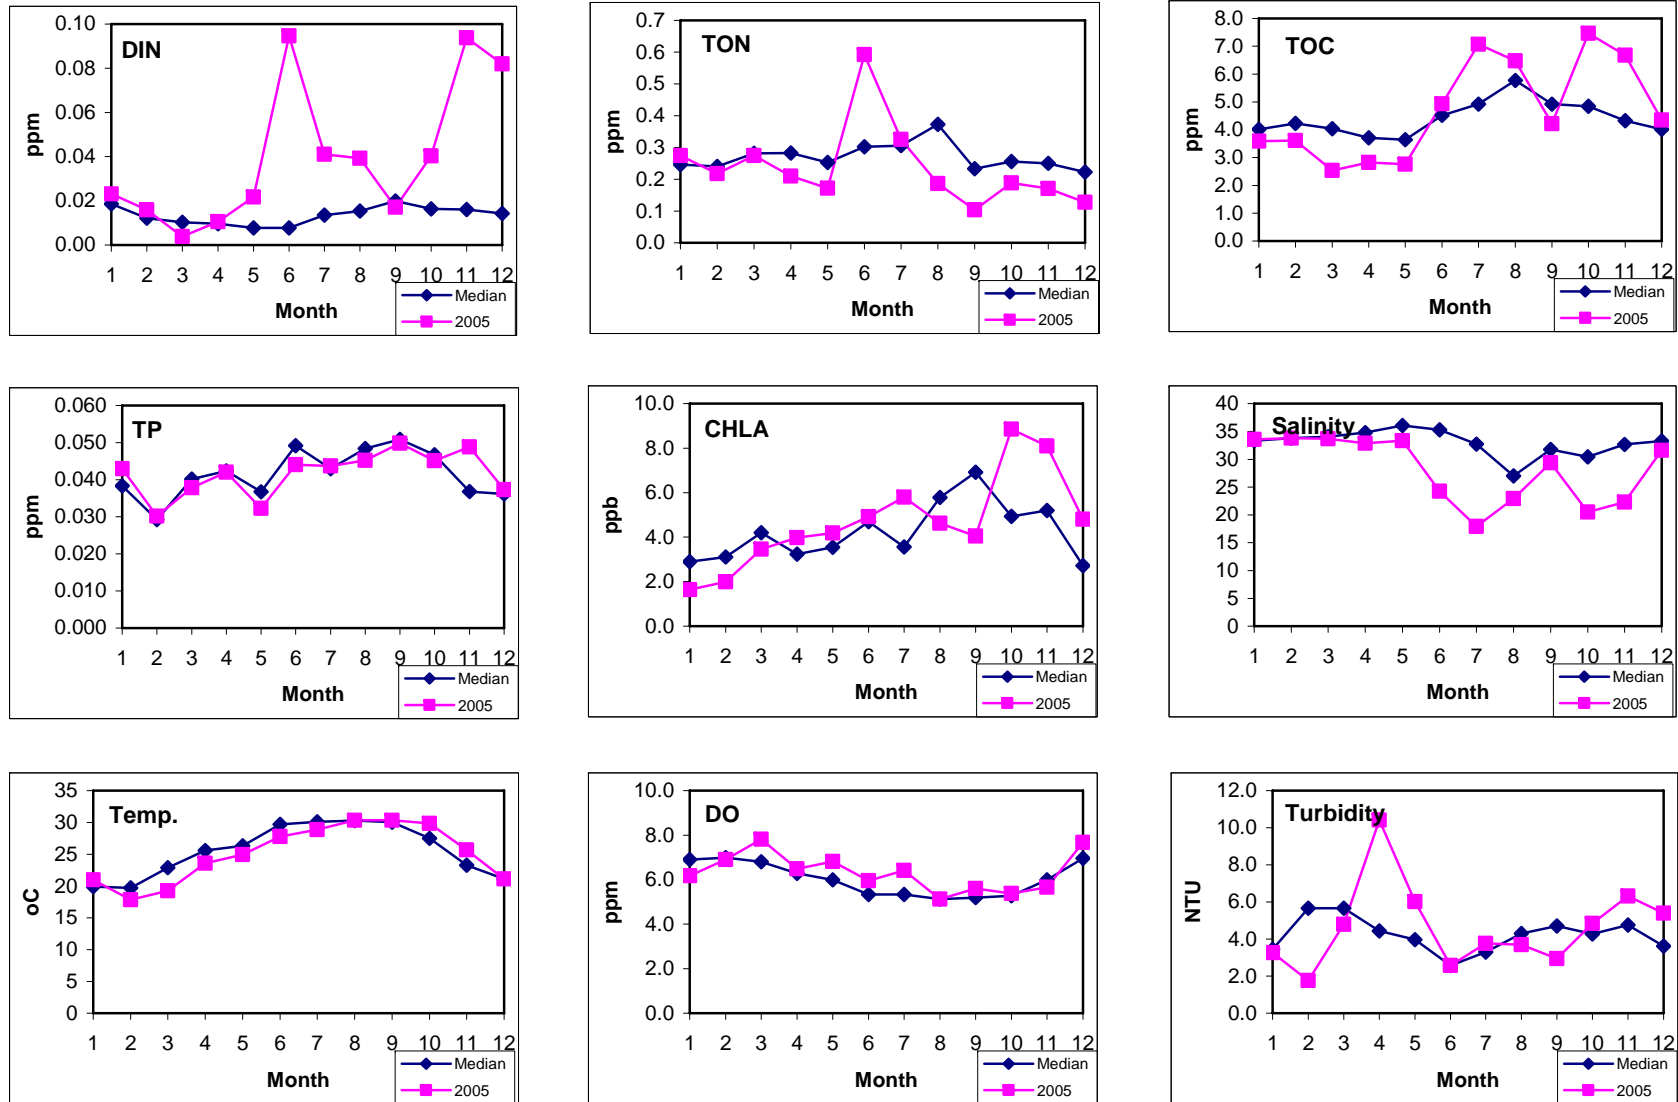 DIN
0.10
0.08
0.06
0.04
0.02
0.00
ppm
1 2 3 4 5 6 7 8 9 10 11 12
Month
Median
2005
TON
0.7
0.6
0.5
0.4
0.3
0.2
0.1
0.0
ppm
1 2 3 4 5 6 7 8 9 10 11 12
Month
Median
2005
TOC
8.0
7.0
6.0
5.0
4.0
3.0
2.0
1.0
0.0
ppm
1 2 3 4 5 6 7 8 9 10 11 12
Month
Median
2005
TP
0.060
0.050
0.040
0.030
0.020
0.010
0.000
ppm
1 2 3 4 5 6 7 8 9 10 11 12
Month
Median
2005
CHLA
10.0
8.0
6.0
4.0
2.0
0.0
ppb
1 2 3 4 5 6 7 8 9 10 11 12
Month
Median
2005
Salinity
40
35
30
25
20
15
10
5
0
1 2 3 4 5 6 7 8 9 10 11 12
Month
Median
2005
Temp.
35
30
25
20
15
10
5
0
oC
1 2 3 4 5 6 7 8 9 10 11 12
Month
Median
2005
DO
10.0
8.0
6.0
4.0
2.0
0.0
ppm
1 2 3 4 5 6 7 8 9 10 11 12
Month
Median
2005
Turbidity
12.0
10.0
8.0
6.0
4.0
2.0
0.0
NTU
1 2 3 4 5 6 7 8 9 10 11 12
Month
Median
2005